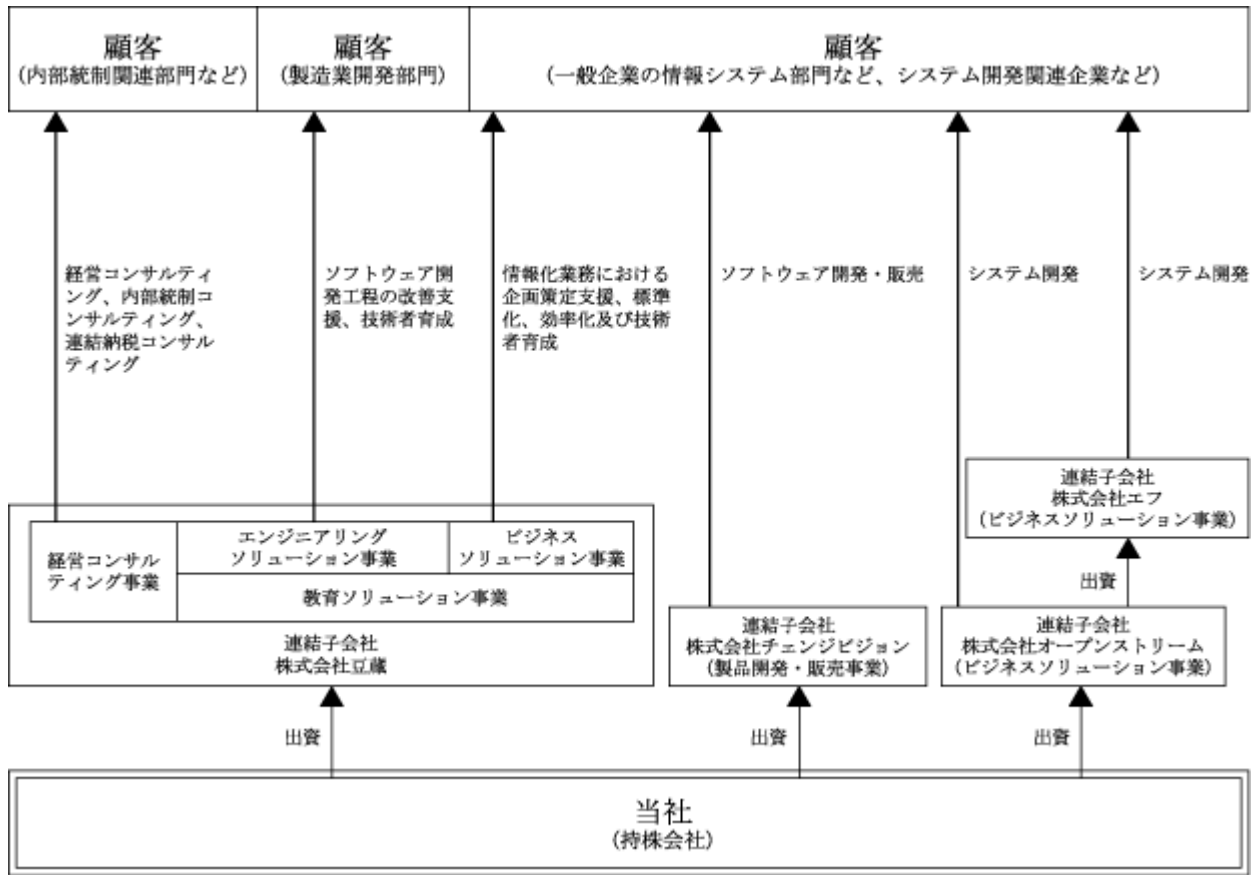 顧客
(内部統制関連部門など)
顧客
(製造業開発部門)
顧客
(一般企業の情報システム部門など、システム開発関連企業など)
経営コンサルティ
ング、内部統制コ
ンサルティング、
連結納税コンサル
ティング
ソフトウェア開
発工程の改善支
援、技術者育成
情報化業務における
企画策定支援、標準
化、効率化及び技術
者育成
ソフトウェア開発・販売
システム開発
システム開発
連結子会社
株式会社エフ
(ビジネスソリューション事業)
出資
経営コンサル
ティング事業
エンジニアリング
ソリューション事業
ビジネス
ソリューション事業
教育ソリューション事業
連結子会社
株式会社豆蔵
連結子会社
株式会社チェンジビジョン
(製品開発・販売事業)
連結子会社
株式会社オープンストリーム
(ビジネスソリューション事業)
出資
出資
出資
当社
(持株会社)